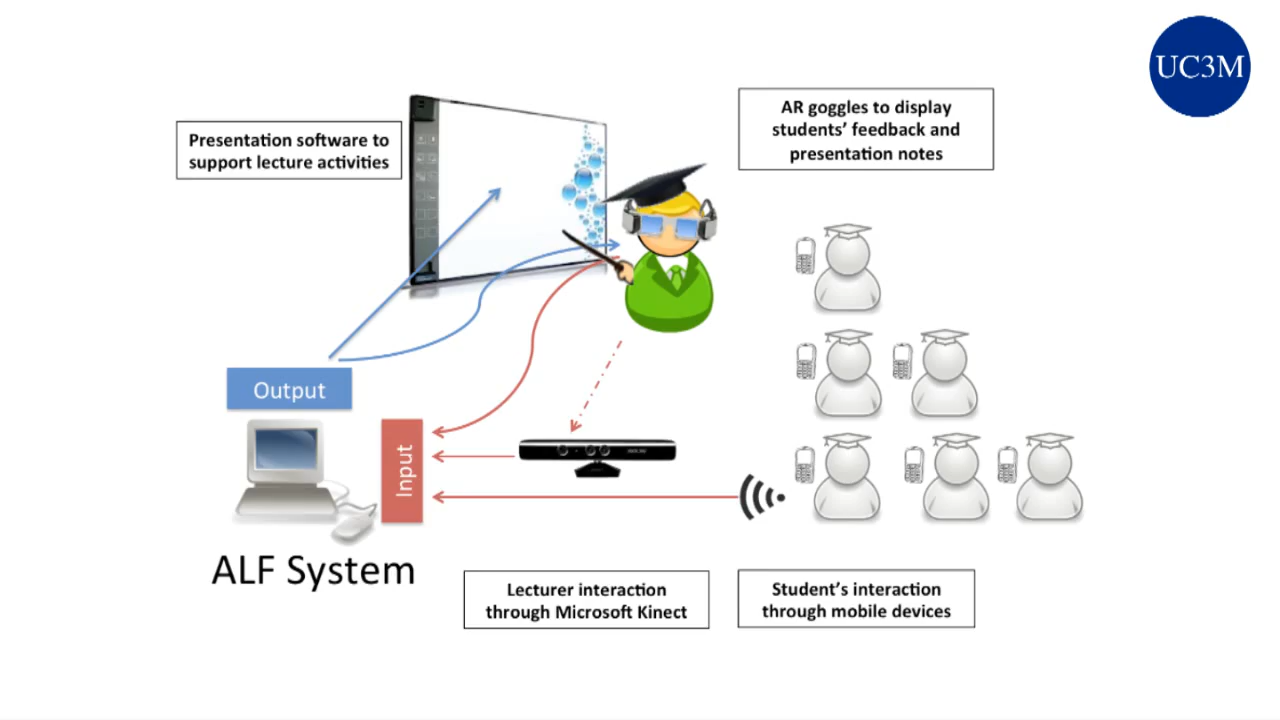 UC3M
Presentation software to
support lecture activities
AR goggles to display
students’ feedback and
presentation notes
Output
Input
ALF System
Lecturer interaction
through Microsoft Kinect
Student’s interaction
through mobile devices